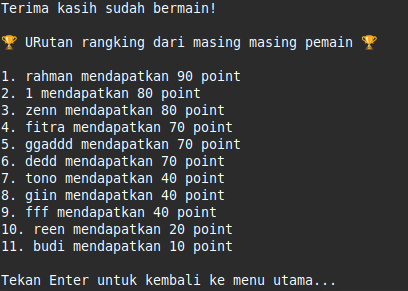 Terima kasih sudah bermain!
🏆 URutan rangking dari masing masing pemain 🏆
1. rahman mendapatkan 90 point
2. 1 mendapatkan 80 point
3. zenn mendapatkan 80 point
4. fitra mendapatkan 70 point
5. ggaddd mendapatkan 70 point
6. dedd mendapatkan 70 point
7. tono mendapatkan 40 point
8. giin mendapatkan 40 point
9. fff mendapatkan 40 point
10. reen mendapatkan 20 point
11. budi mendapatkan 10 point
Tekan Enter untuk kembali ke menu utama...